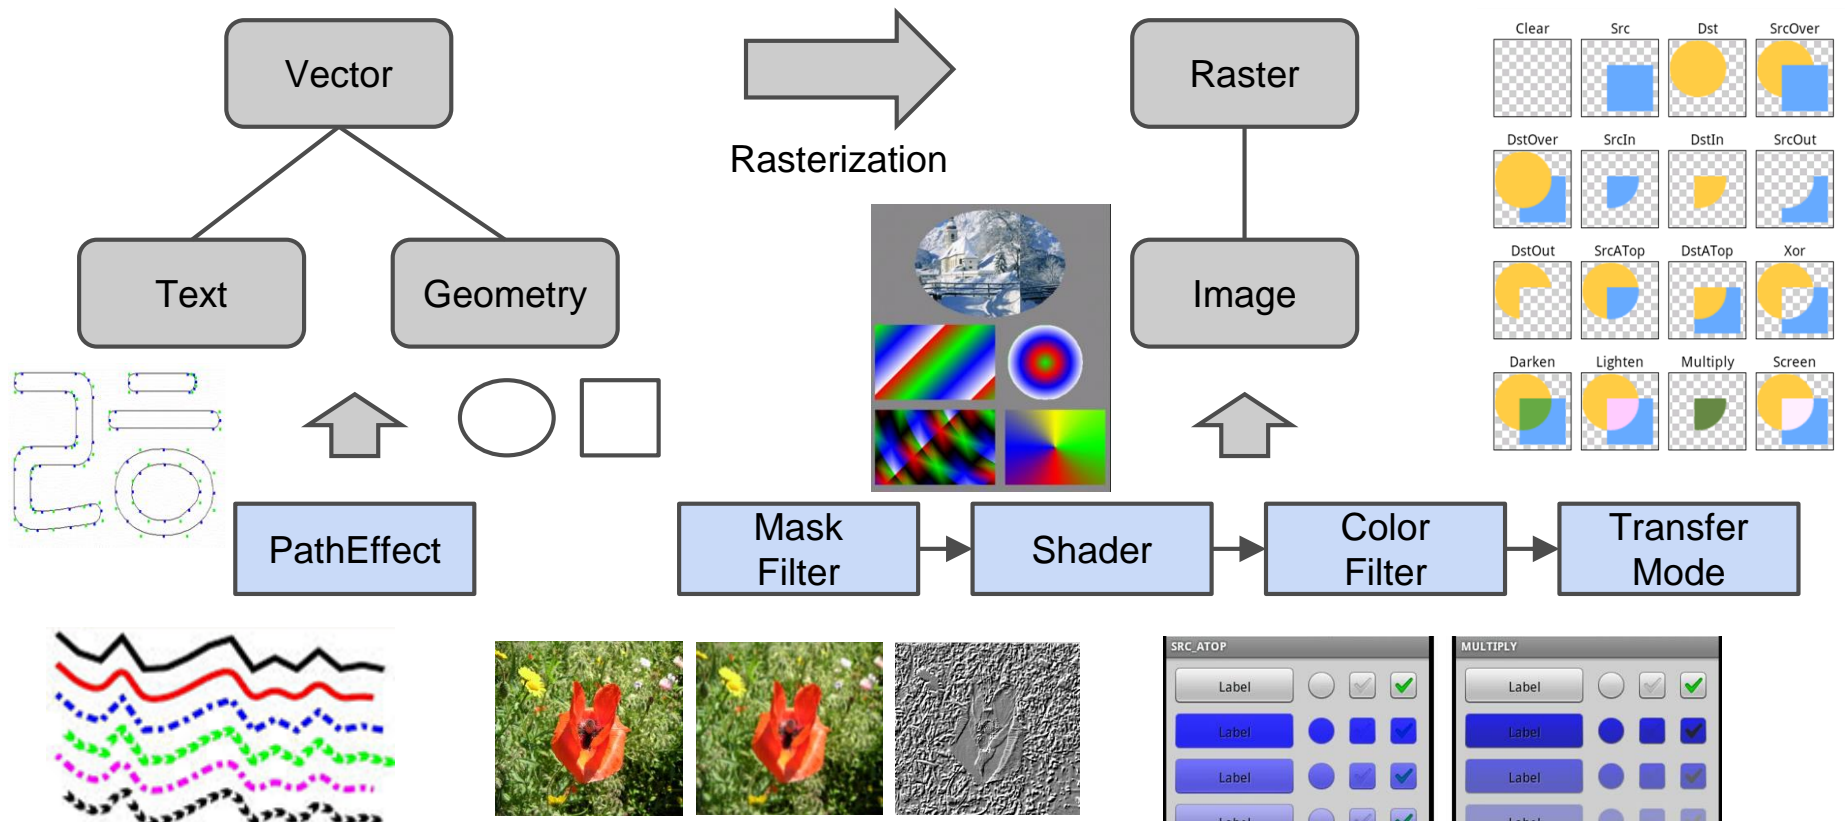 Vector
Rasterization
Raster
Text
Geometry
Image
Clear Src Dst SrcOver
DstOver SrcIn DstIn SrcOut
DstOut SrcATop DstATop Xor
Darken Lighten Multiply Screen
PathEffect
Mask
Filter
Shader
Color
Filter
Transfer
Mode
SRC_ATOP
Label
Label
Label
Label
MULTIPLY
Label
Label
Label
Label